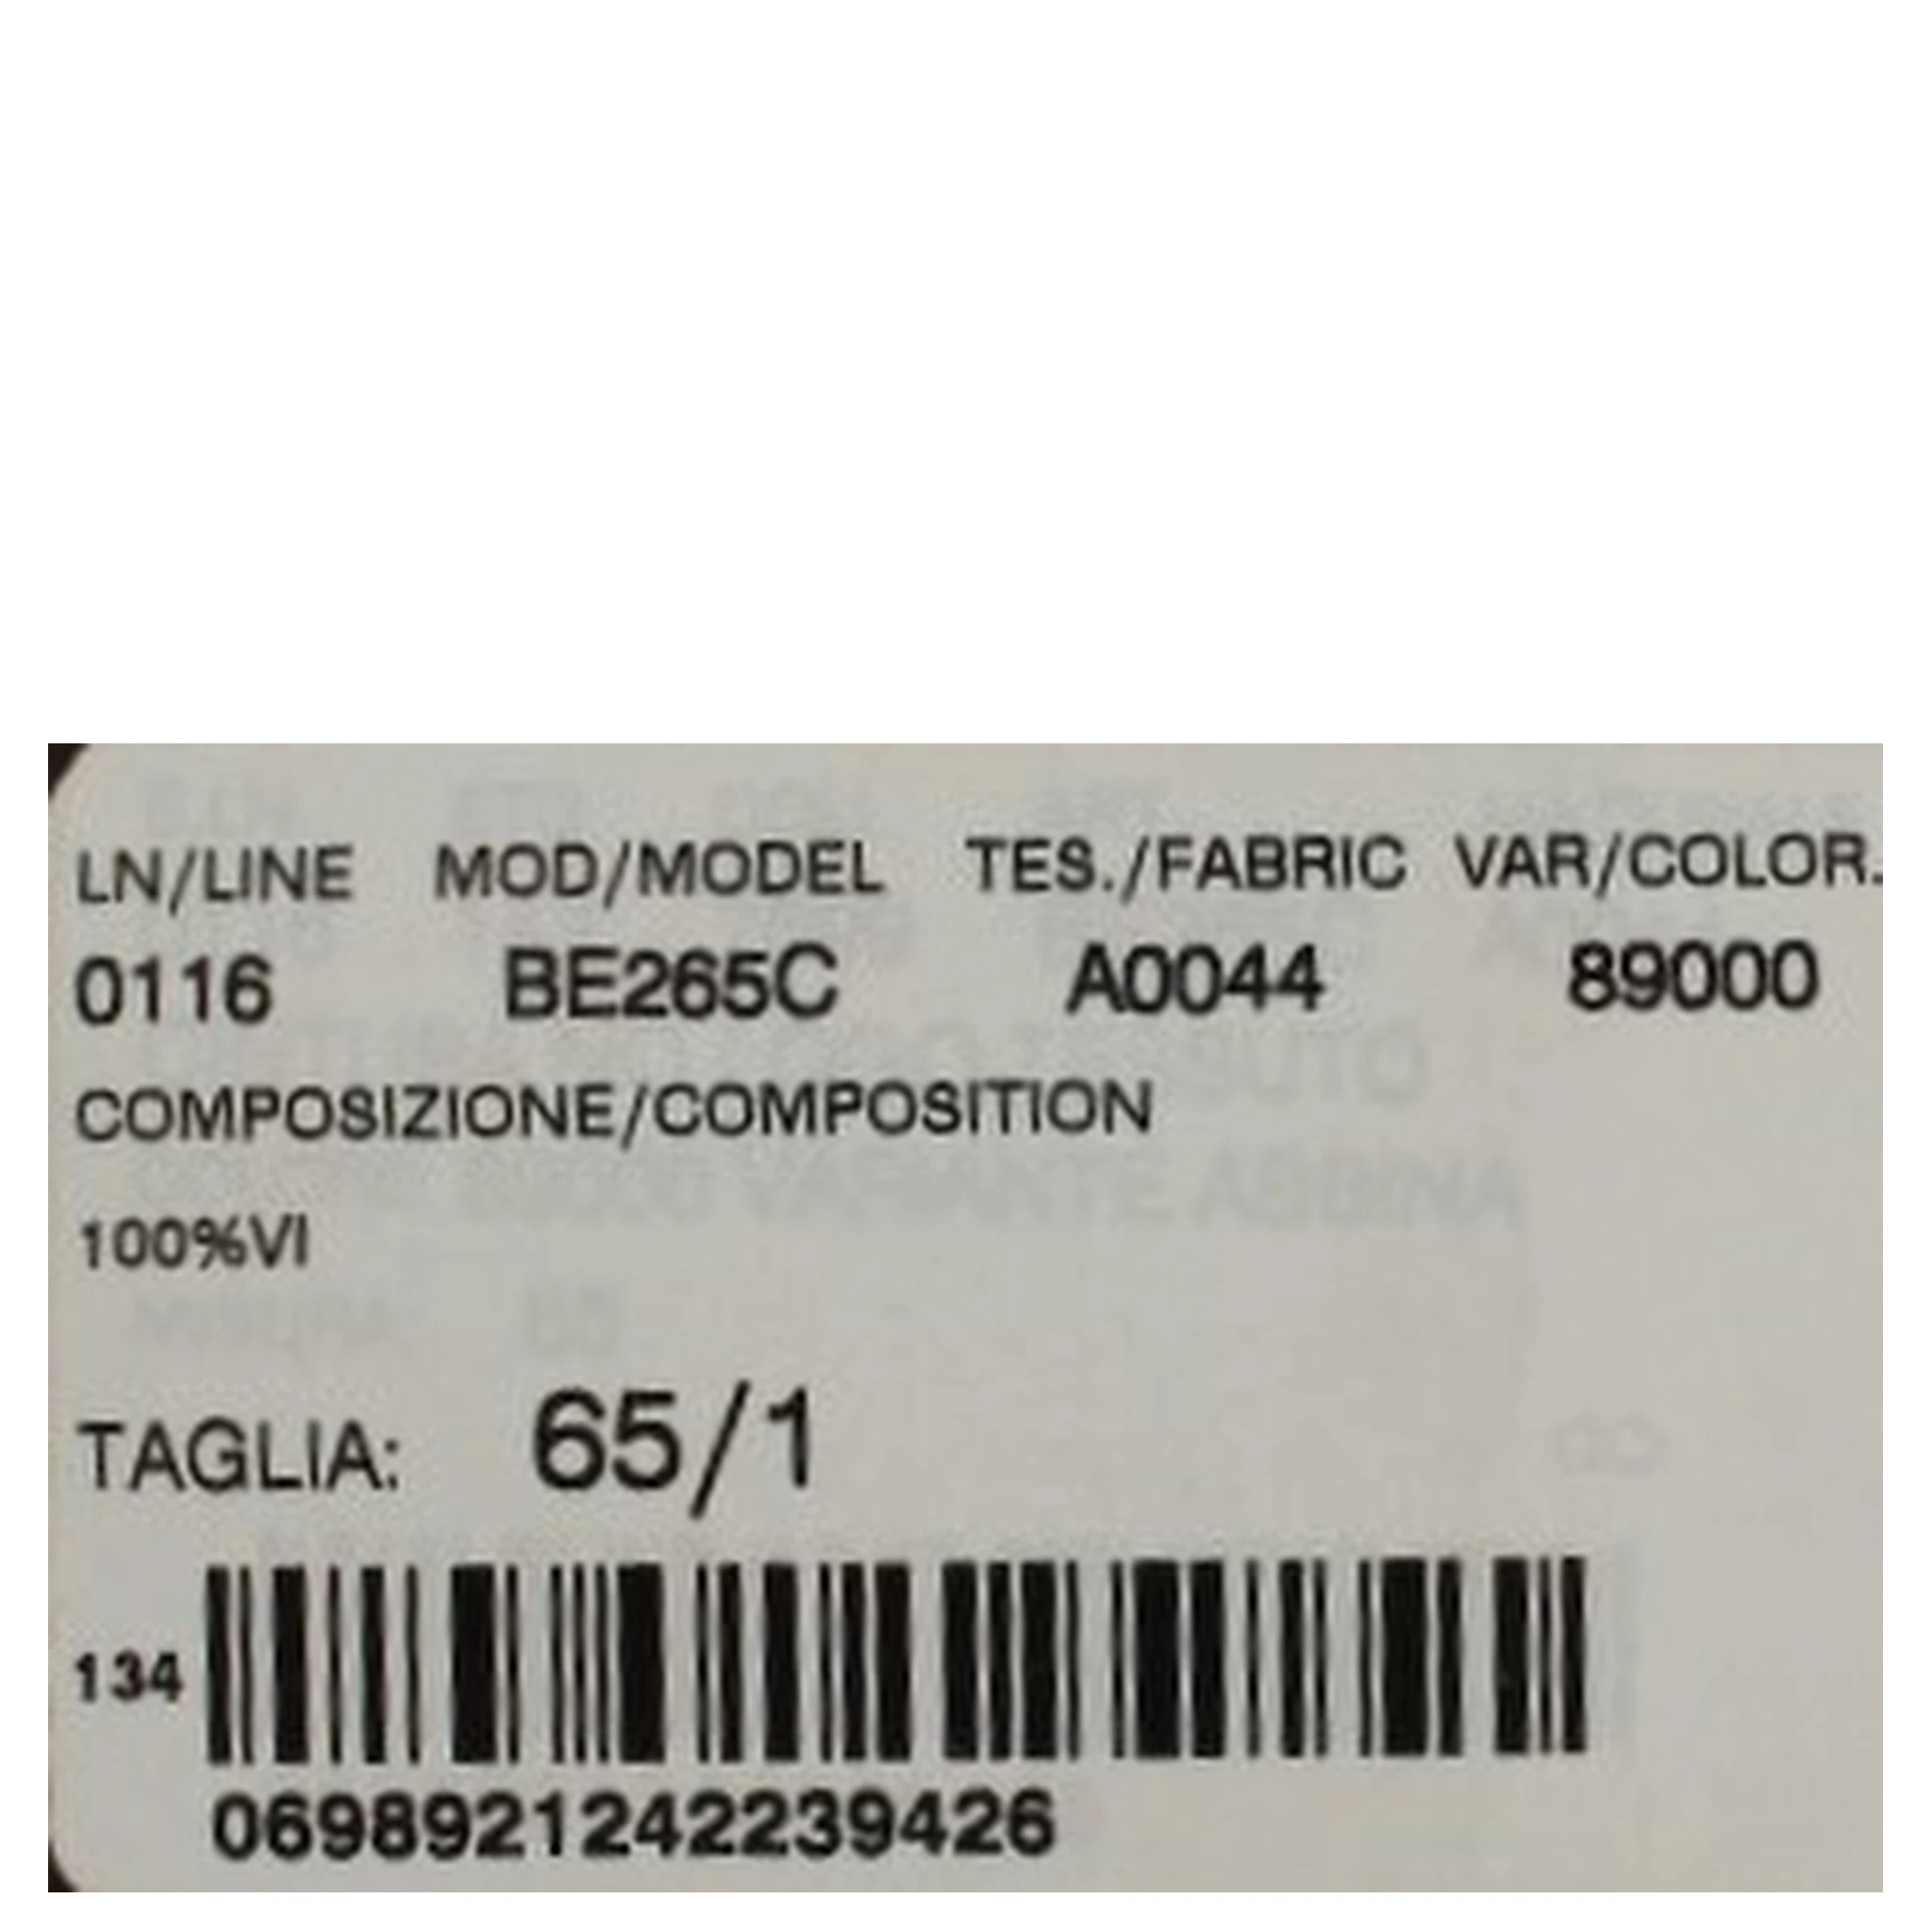 LN/LINE MOD/MODEL TES./FABRIC VAR/COLOR.
0116 BE265C A0044 89000
COMPOSIZIONE/COMPOSITION
100%VI
TAGLIA: 65/1
134
0698921242239426